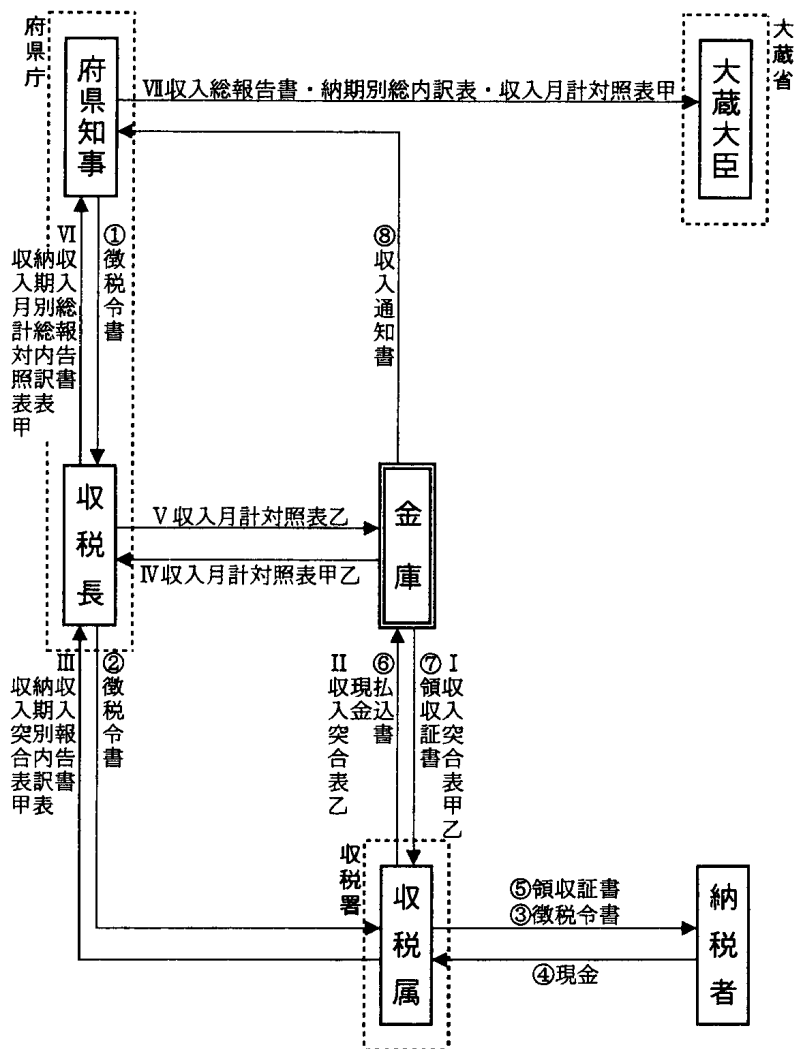 府県庁
府県知事
Ⅶ収入総報告書・納期別総内訳表・収入月計対照表甲
大蔵大臣
大蔵省
①徴税令書
Ⅵ収入総報告書
納期別総内訳表
収入月計対照表甲
⑧収入通知書
収税長
Ⅴ収入月計対照表乙
Ⅳ収入月計対照表甲乙
金庫
②徴税令書
Ⅲ収入報告書
納期別内訳表
収入突合表甲
Ⅰ収入突合表甲乙
⑦領収証書
⑥払込書
現金
Ⅱ収入突合表乙
収税署
収税属
⑤領収証書
③徴税令書
④現金
納税者